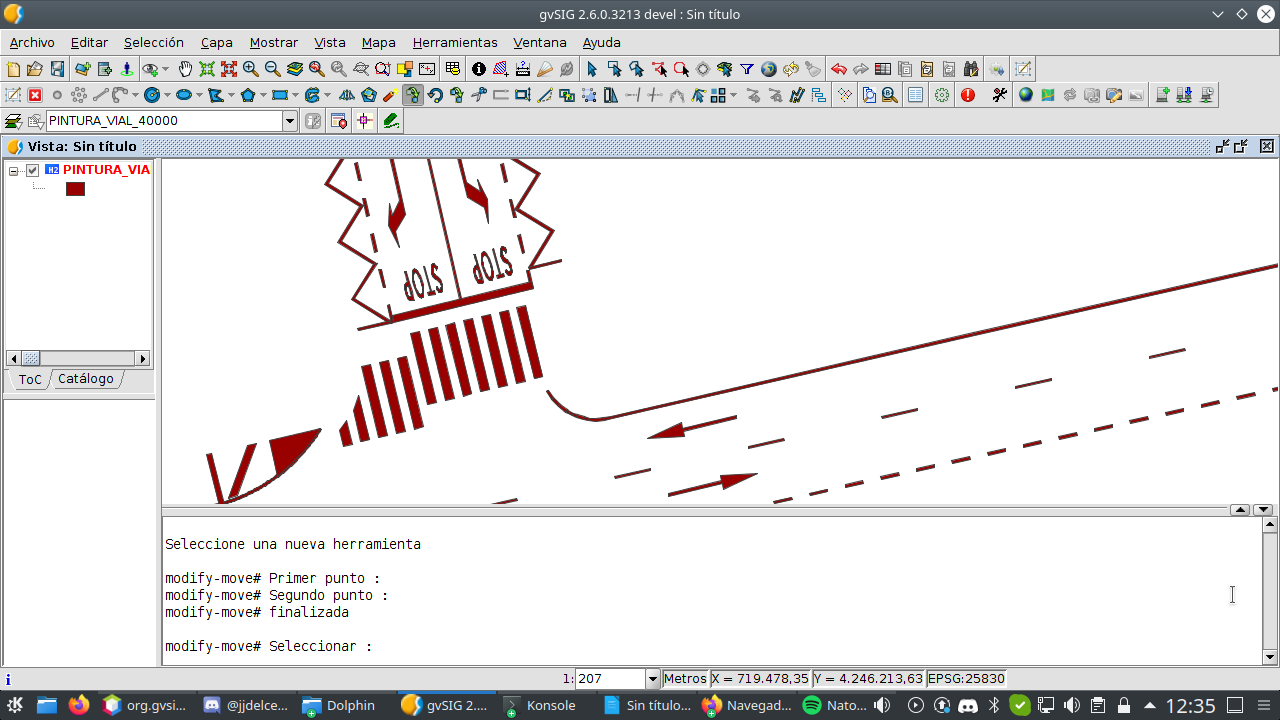 gvSIG 2.6.0.3213 devel : Sin título
Archivo Editar Selección Capa Mostrar Vista Mapa Herramientas Ventana Ayuda
PINTURA_VIAL_40000
Vista: Sin título
PINTURA_VIA
STOP STOP
ToC Catálogo
Seleccione una nueva herramienta
modify-move# Primer punto :
modify-move# Segundo punto :
modify-move# finalizada
modify-move# Seleccionar :
1: 207 Metros X = 719.478,35 Y = 4.246.213,63 EPSG:25830
org.gvsi... @jjdelce... Dolphin gvSIG 2.... Konsole Sin título... Navegad... Nato... 12:35